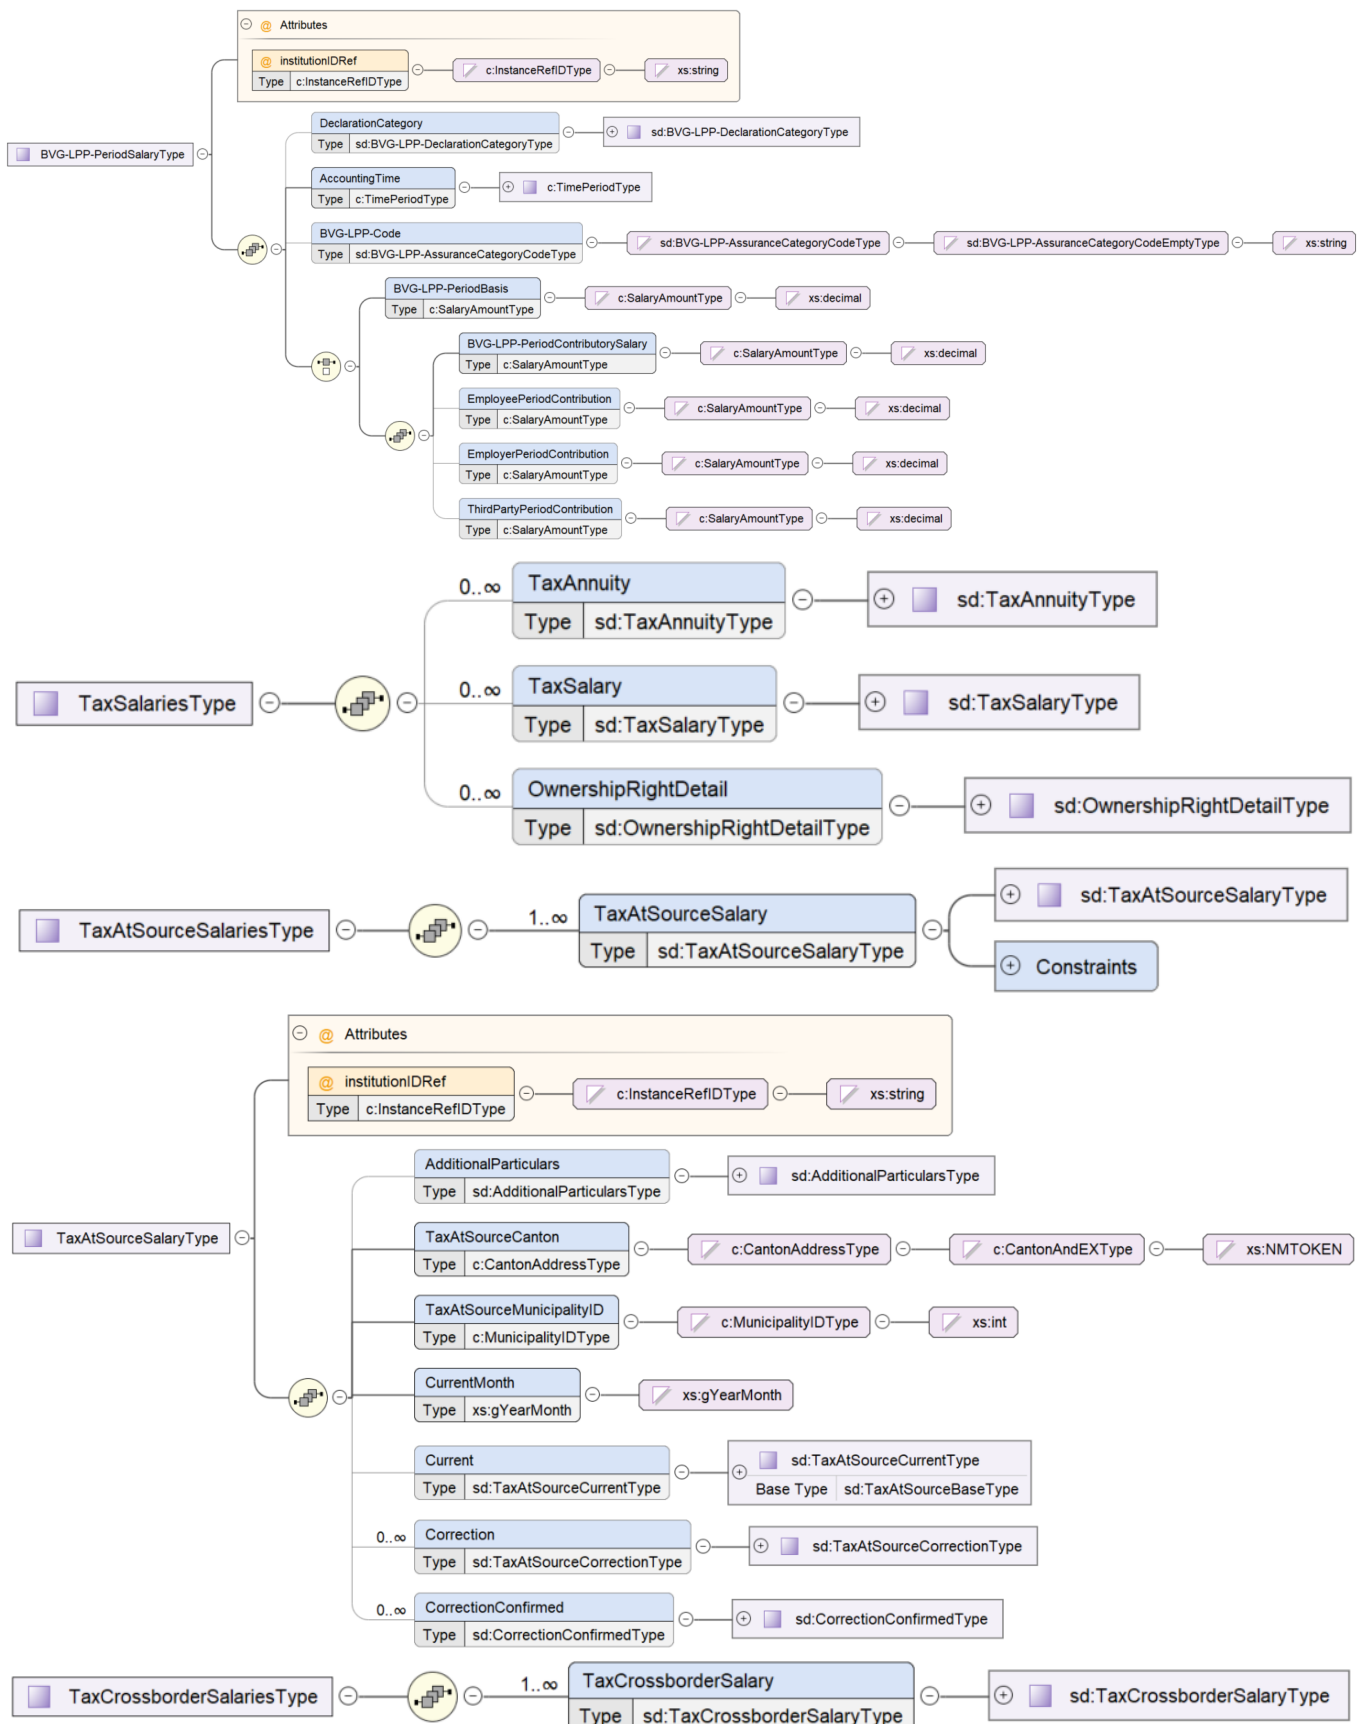 @ Attributes
@ institutionIDRef
Type c:InstanceRefIDType
c:InstanceRefIDType
xs:string
BVG-LPP-PeriodSalaryType
DeclarationCategory
Type sd:BVG-LPP-DeclarationCategoryType
sd:BVG-LPP-DeclarationCategoryType
AccountingTime
Type c:TimePeriodType
c:TimePeriodType
BVG-LPP-Code
Type sd:BVG-LPP-AssuranceCategoryCodeType
sd:BVG-LPP-AssuranceCategoryCodeType
sd:BVG-LPP-AssuranceCategoryCodeEmptyType
xs:string
BVG-LPP-PeriodBasis
Type c:SalaryAmountType
c:SalaryAmountType
xs:decimal
BVG-LPP-PeriodContributorySalary
Type c:SalaryAmountType
c:SalaryAmountType
xs:decimal
EmployeePeriodContribution
Type c:SalaryAmountType
c:SalaryAmountType
xs:decimal
EmployerPeriodContribution
Type c:SalaryAmountType
c:SalaryAmountType
xs:decimal
ThirdPartyPeriodContribution
Type c:SalaryAmountType
c:SalaryAmountType
xs:decimal
TaxSalariesType
0..∞
TaxAnnuity
Type sd:TaxAnnuityType
sd:TaxAnnuityType
0..∞
TaxSalary
Type sd:TaxSalaryType
sd:TaxSalaryType
0..∞
OwnershipRightDetail
Type sd:OwnershipRightDetailType
sd:OwnershipRightDetailType
TaxAtSourceSalariesType
1..∞
TaxAtSourceSalary
Type sd:TaxAtSourceSalaryType
sd:TaxAtSourceSalaryType
Constraints
@ Attributes
@ institutionIDRef
Type c:InstanceRefIDType
c:InstanceRefIDType
xs:string
TaxAtSourceSalaryType
AdditionalParticulars
Type sd:AdditionalParticularsType
sd:AdditionalParticularsType
TaxAtSourceCanton
Type c:CantonAddressType
c:CantonAddressType
c:CantonAndEXType
xs:NMTOKEN
TaxAtSourceMunicipalityID
Type c:MunicipalityIDType
c:MunicipalityIDType
xs:int
CurrentMonth
Type xs:gYearMonth
xs:gYearMonth
Current
Type sd:TaxAtSourceCurrentType
sd:TaxAtSourceCurrentType
Base Type sd:TaxAtSourceBaseType
0..∞
Correction
Type sd:TaxAtSourceCorrectionType
sd:TaxAtSourceCorrectionType
0..∞
CorrectionConfirmed
Type sd:CorrectionConfirmedType
sd:CorrectionConfirmedType
TaxCrossborderSalariesType
1..∞
TaxCrossborderSalary
Type sd:TaxCrossborderSalaryType
sd:TaxCrossborderSalaryType